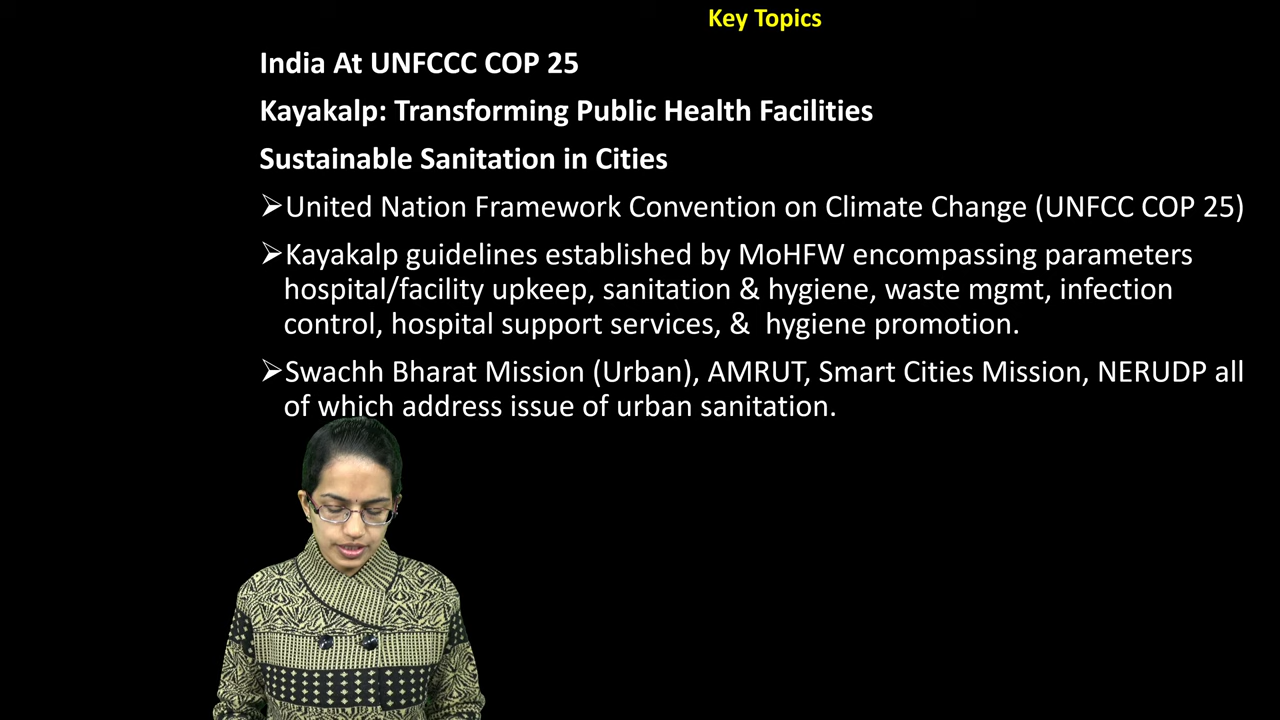 Key Topics
India At UNFCCC COP 25
Kayakalp: Transforming Public Health Facilities
Sustainable Sanitation in Cities
➢United Nation Framework Convention on Climate Change (UNFCC COP 25)
➢Kayakalp guidelines established by MoHFW encompassing parameters
hospital/facility upkeep, sanitation & hygiene, waste mgmt, infection
control, hospital support services, & hygiene promotion.
➢Swachh Bharat Mission (Urban), AMRUT, Smart Cities Mission, NERUDP all
of which address issue of urban sanitation.